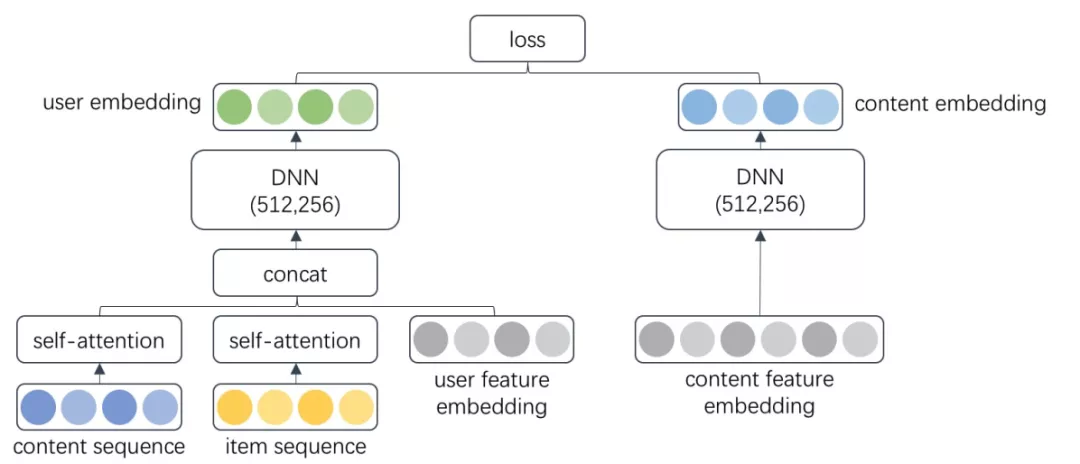 loss
user embedding
content embedding
DNN
(512,256)
DNN
(512,256)
concat
self-attention
self-attention
user feature
embedding
content feature
embedding
content sequence
item sequence